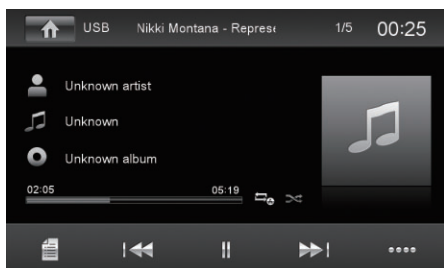 USB Nikki Montana - Represe 1/5 00:25
Unknown artist
Unknown
Unknown album
02:05 05:19